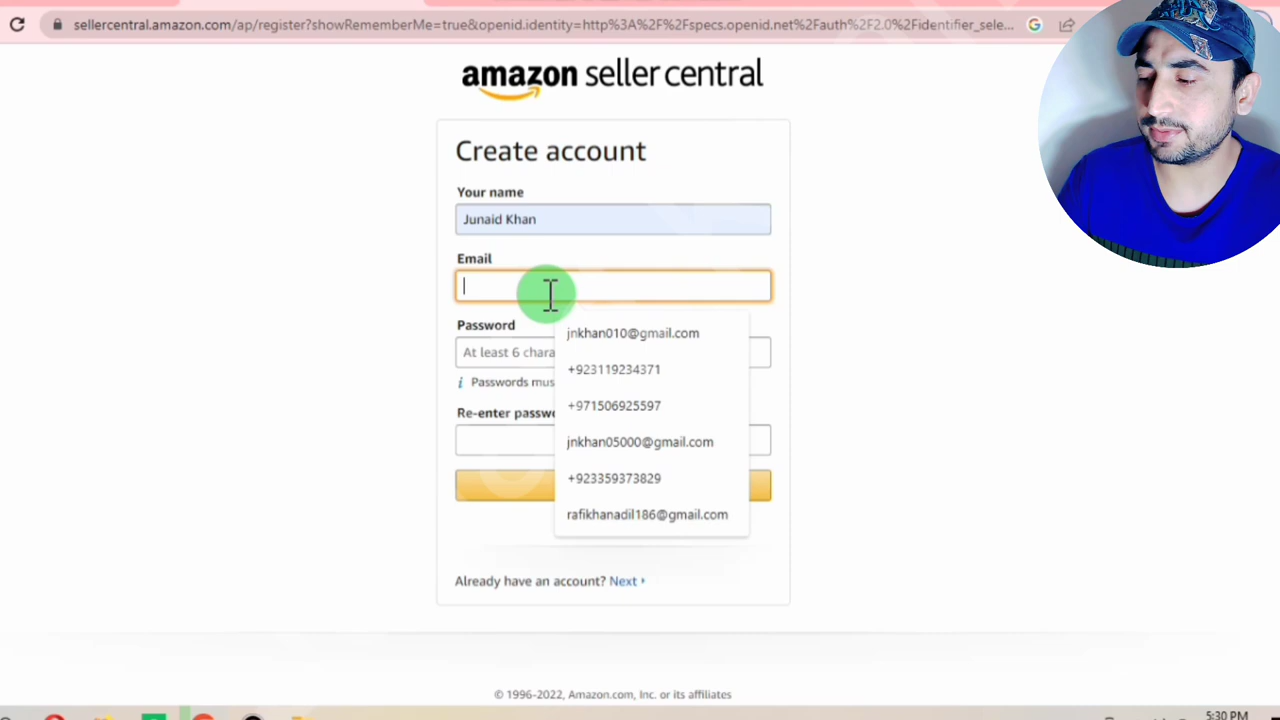 sellercentral.amazon.com/ap/register?showRememberMe=true&openid.identity=http%3A%2F%2Fspecs.openid.net%2Fauth%2F2.0%2Fidentifier_sele...
amazon seller central
Create account
Your name
Junaid Khan
Email
jnkhan010@gmail.com
Password
At least 6 chara
+923119234371
Passwords mus
+971506925597
Re-enter passwo
jnkhan05000@gmail.com
+923359373829
rafikhanadil186@gmail.com
Already have an account? Next
© 1996-2022, Amazon.com, Inc. or its affiliates
5:30 PM